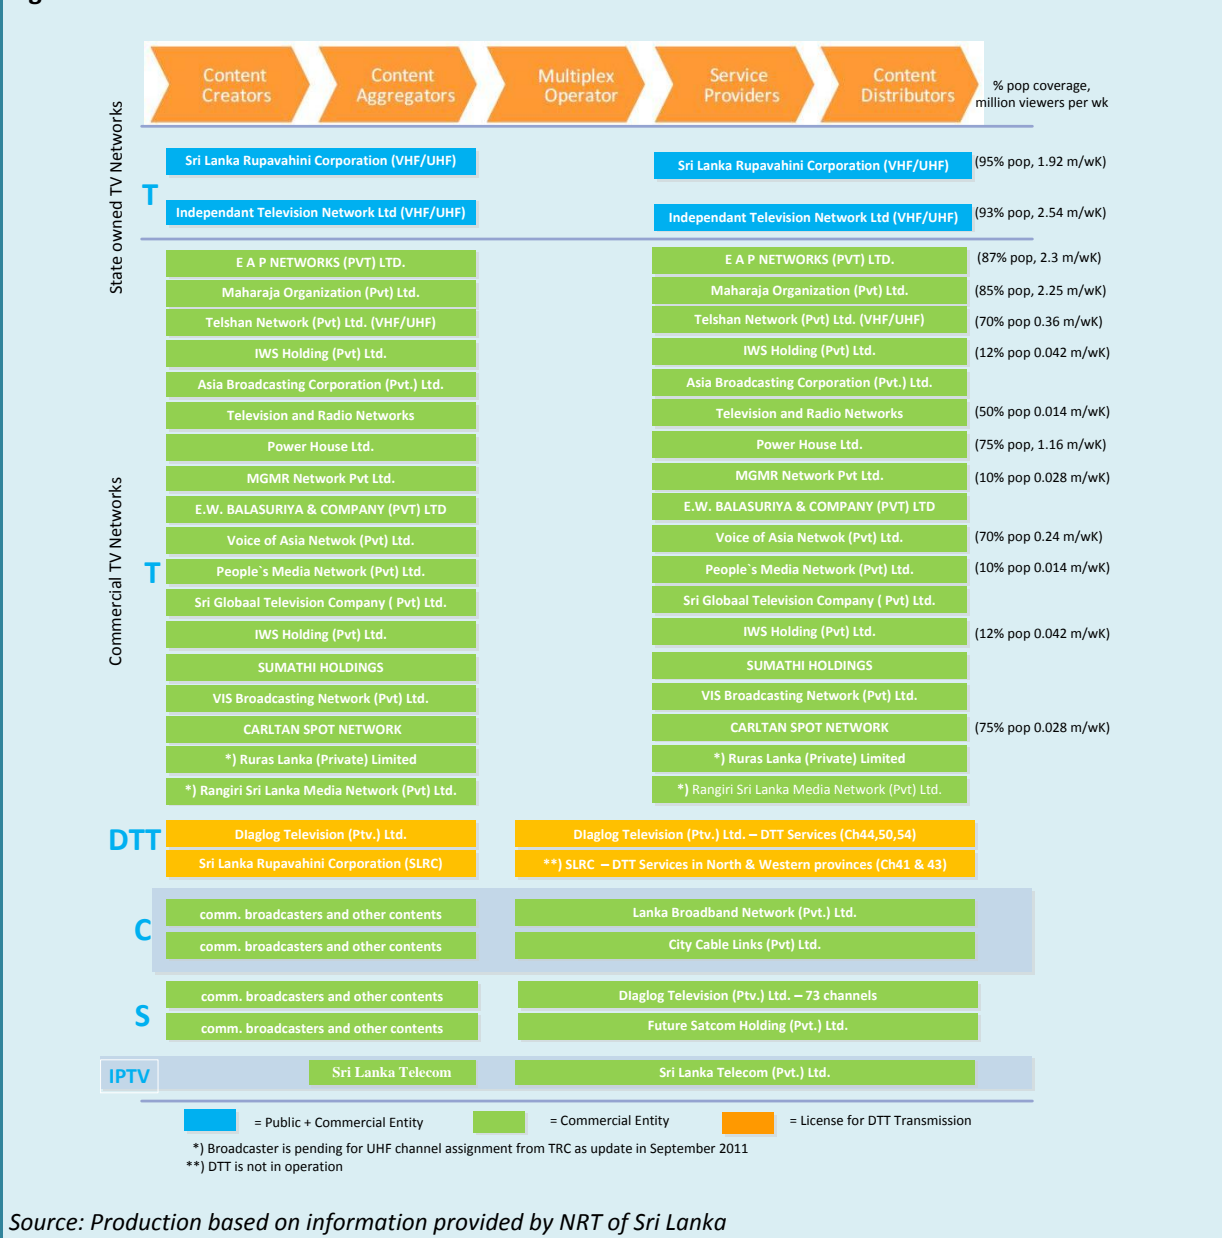 Content Creators
Content Aggregators
Multiplex Operator
Service Providers
Content Distributors
% pop coverage,
million viewers per wk
State owned TV Networks
T
Sri Lanka Rupavahini Corporation (VHF/UHF)
Sri Lanka Rupavahini Corporation (VHF/UHF)
(95% pop, 1.92 m/wK)
Independant Television Network Ltd (VHF/UHF)
Independant Television Network Ltd (VHF/UHF)
(93% pop, 2.54 m/wK)
Commercial TV Networks
T
E A P NETWORKS (PVT) LTD.
E A P NETWORKS (PVT) LTD.
(87% pop, 2.3 m/wK)
Maharaja Organization (Pvt) Ltd.
Maharaja Organization (Pvt) Ltd.
(85% pop, 2.25 m/wK)
Telshan Network (Pvt) Ltd. (VHF/UHF)
Telshan Network (Pvt) Ltd. (VHF/UHF)
(70% pop 0.36 m/wK)
IWS Holding (Pvt) Ltd.
IWS Holding (Pvt) Ltd.
(12% pop 0.042 m/wK)
Asia Broadcasting Corporation (Pvt.) Ltd.
Asia Broadcasting Corporation (Pvt.) Ltd.
Television and Radio Networks
Television and Radio Networks
(50% pop 0.014 m/wK)
Power House Ltd.
Power House Ltd.
(75% pop, 1.16 m/wK)
MGMR Network Pvt Ltd.
MGMR Network Pvt Ltd.
(10% pop 0.028 m/wK)
E.W. BALASURIYA & COMPANY (PVT) LTD
E.W. BALASURIYA & COMPANY (PVT) LTD
Voice of Asia Netwok (Pvt) Ltd.
Voice of Asia Netwok (Pvt) Ltd.
(70% pop 0.24 m/wK)
People`s Media Network (Pvt) Ltd.
People`s Media Network (Pvt) Ltd.
(10% pop 0.014 m/wK)
Sri Globaal Television Company ( Pvt) Ltd.
Sri Globaal Television Company ( Pvt) Ltd.
IWS Holding (Pvt) Ltd.
IWS Holding (Pvt) Ltd.
(12% pop 0.042 m/wK)
SUMATHI HOLDINGS
SUMATHI HOLDINGS
VIS Broadcasting Network (Pvt) Ltd.
VIS Broadcasting Network (Pvt) Ltd.
CARLTAN SPOT NETWORK
CARLTAN SPOT NETWORK
(75% pop 0.028 m/wK)
*) Ruras Lanka (Private) Limited
*) Ruras Lanka (Private) Limited
*) Rangiri Sri Lanka Media Network (Pvt) Ltd.
*) Rangiri Sri Lanka Media Network (Pvt) Ltd.
DTT
DIaglog Television (Ptv.) Ltd.
DIaglog Television (Ptv.) Ltd. – DTT Services (Ch44,50,54)
Sri Lanka Rupavahini Corporation (SLRC)
**) SLRC – DTT Services in North & Western provinces (Ch41 & 43)
C
comm. broadcasters and other contents
Lanka Broadband Network (Pvt.) Ltd.
comm. broadcasters and other contents
City Cable Links (Pvt) Ltd.
S
comm. broadcasters and other contents
DIaglog Television (Ptv.) Ltd. – 73 channels
comm. broadcasters and other contents
Future Satcom Holding (Pvt.) Ltd.
IPTV
Sri Lanka Telecom
Sri Lanka Telecom (Pvt.) Ltd.
= Public + Commercial Entity
= Commercial Entity
= License for DTT Transmission
*) Broadcaster is pending for UHF channel assignment from TRC as update in September 2011
**) DTT is not in operation
Source: Production based on information provided by NRT of Sri Lanka